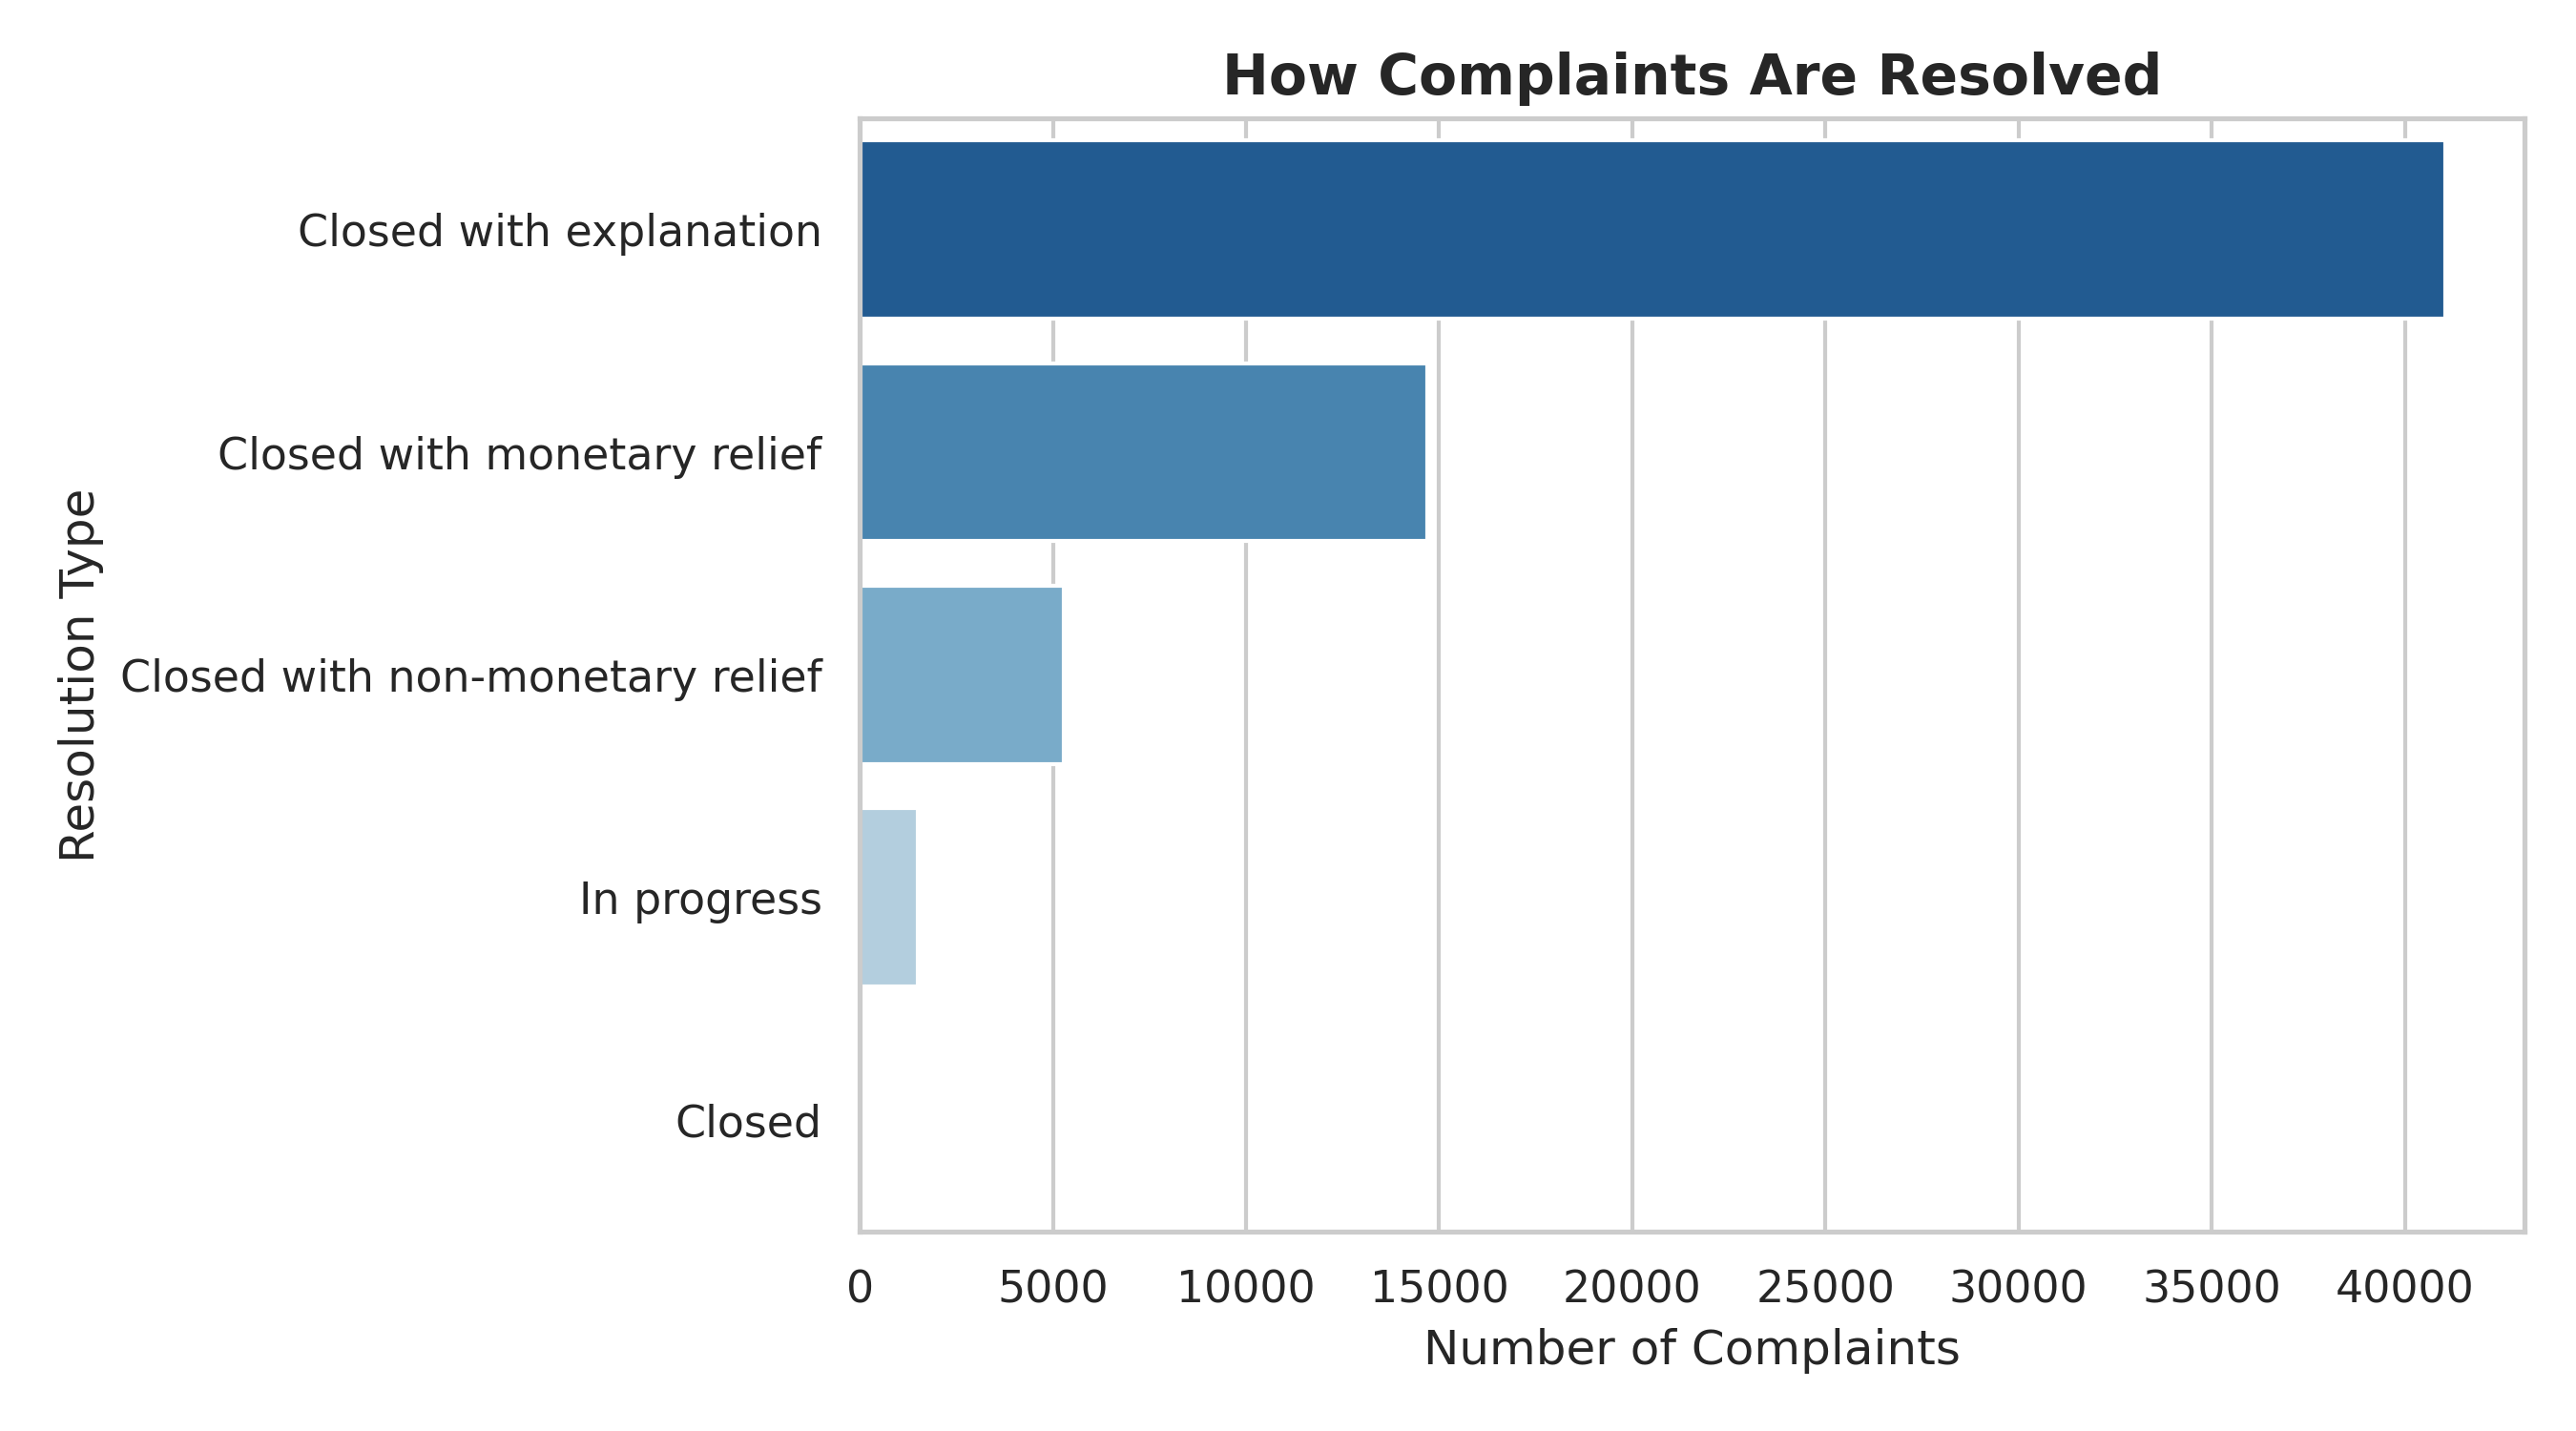 How Complaints Are Resolved
Resolution Type
Closed with explanation
Closed with monetary relief
Closed with non-monetary relief
In progress
Closed
0 5000 10000 15000 20000 25000 30000 35000 40000
Number of Complaints